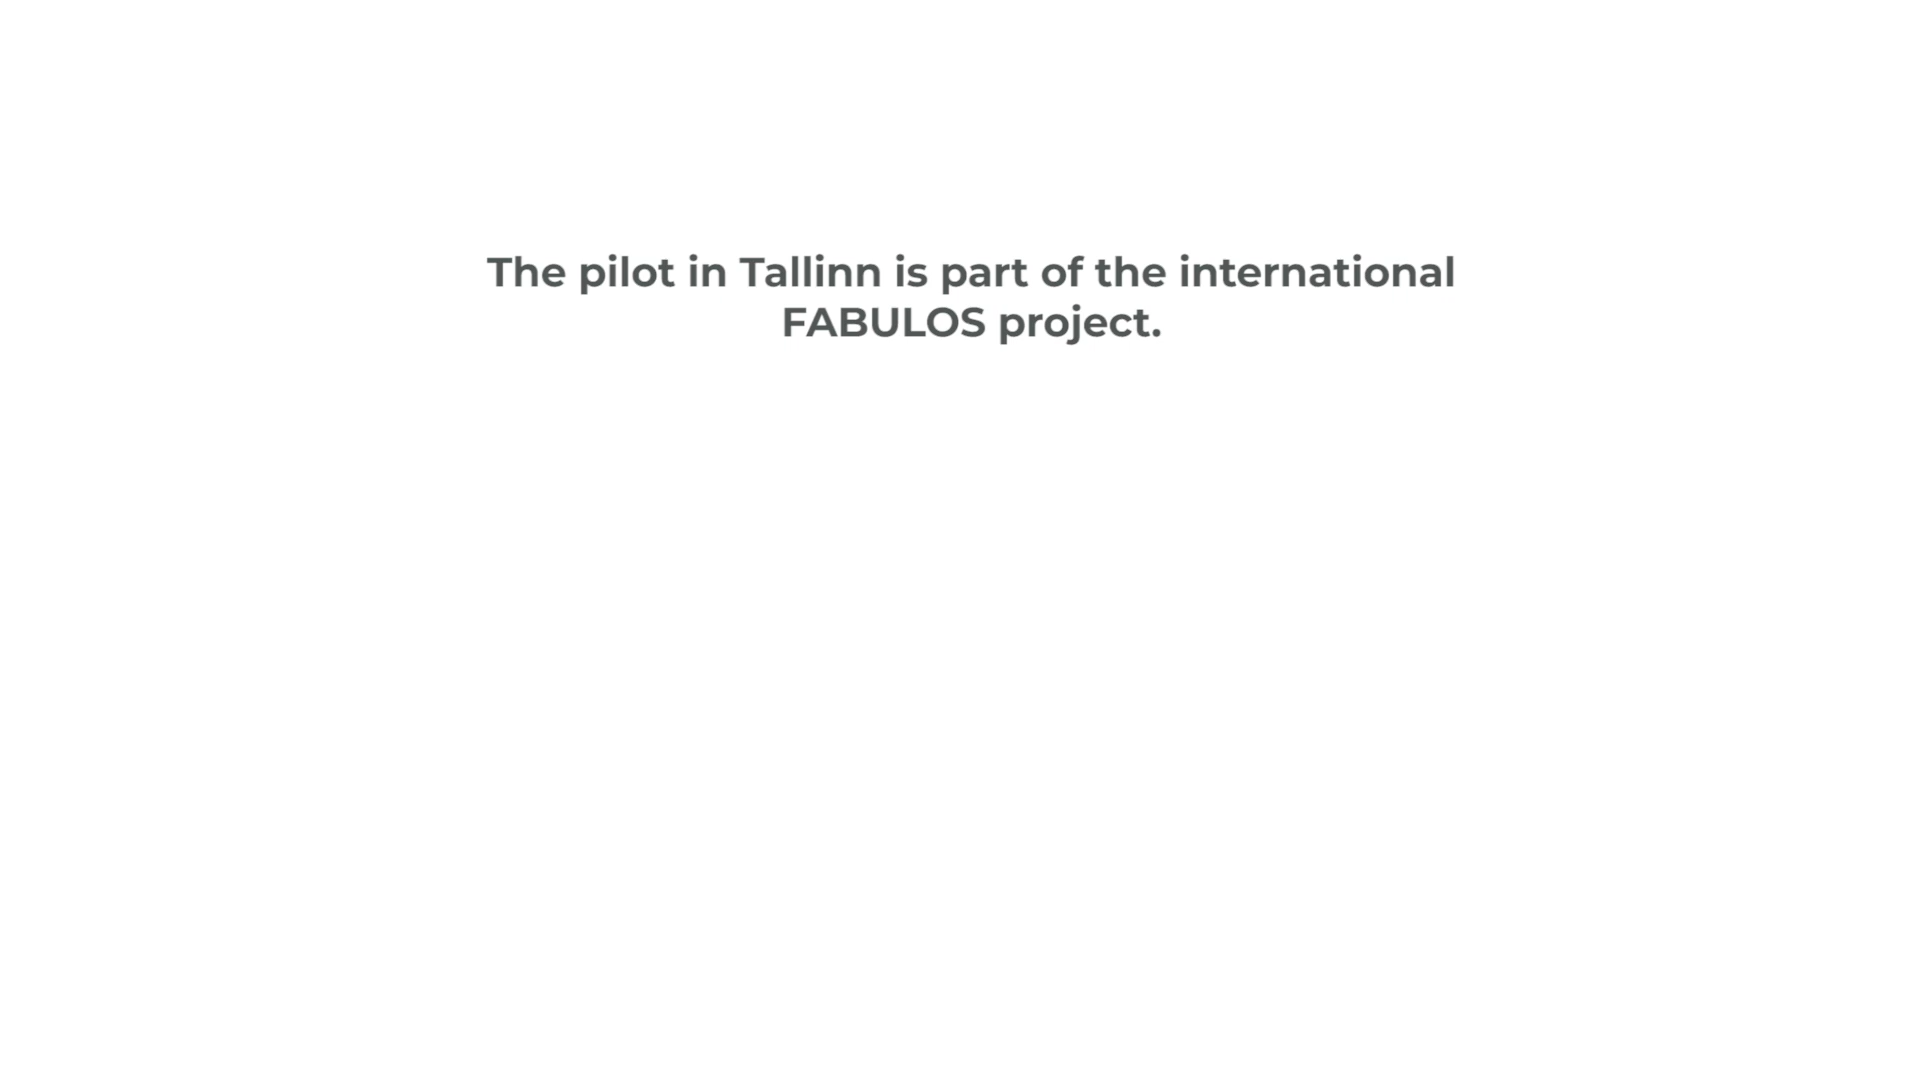 The pilot in Tallinn is part of the international
FABULOS project.